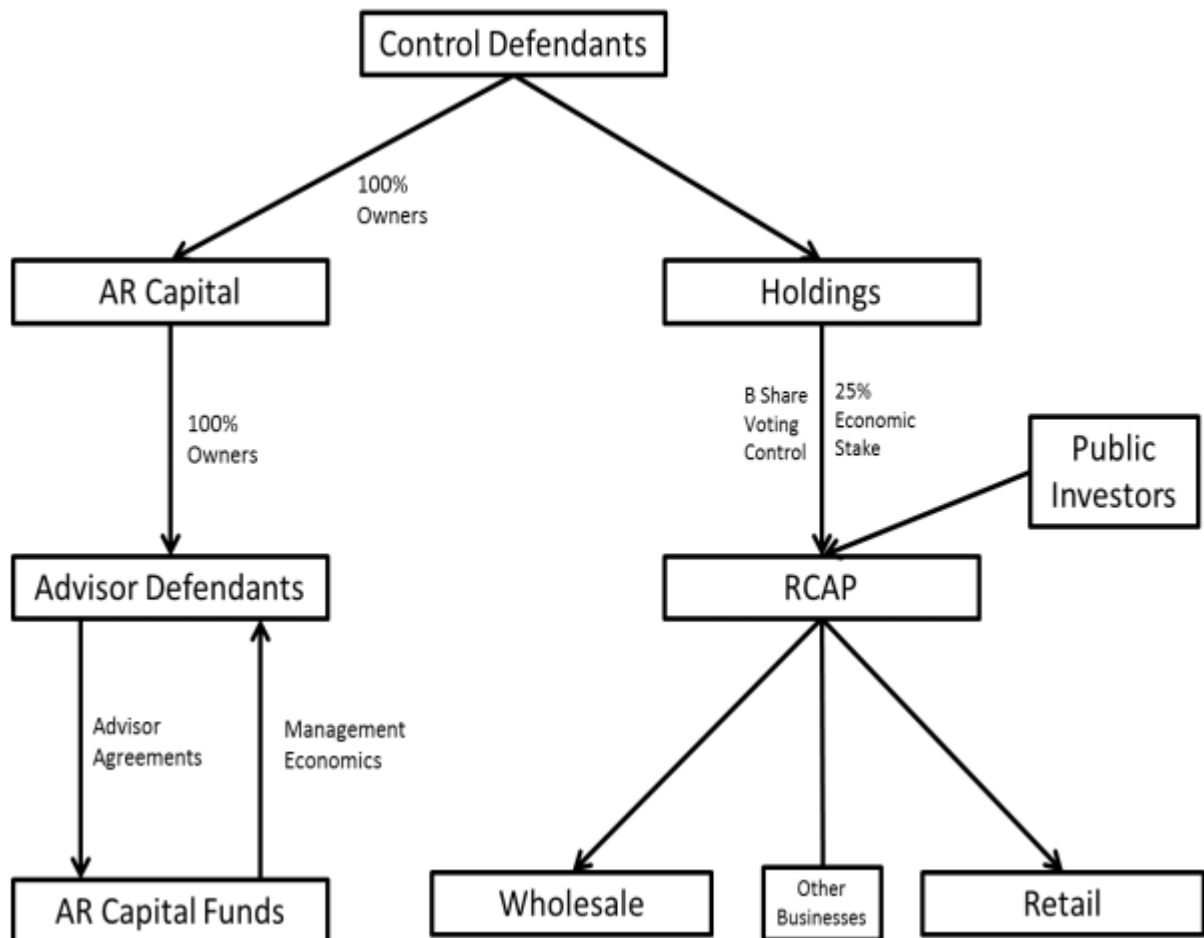 Control Defendants
100%
Owners
AR Capital
Holdings
100%
Owners
B Share
Voting
Control
25%
Economic
Stake
Public
Investors
Advisor Defendants
RCAP
Advisor
Agreements
Management
Economics
AR Capital Funds
Wholesale
Other
Businesses
Retail